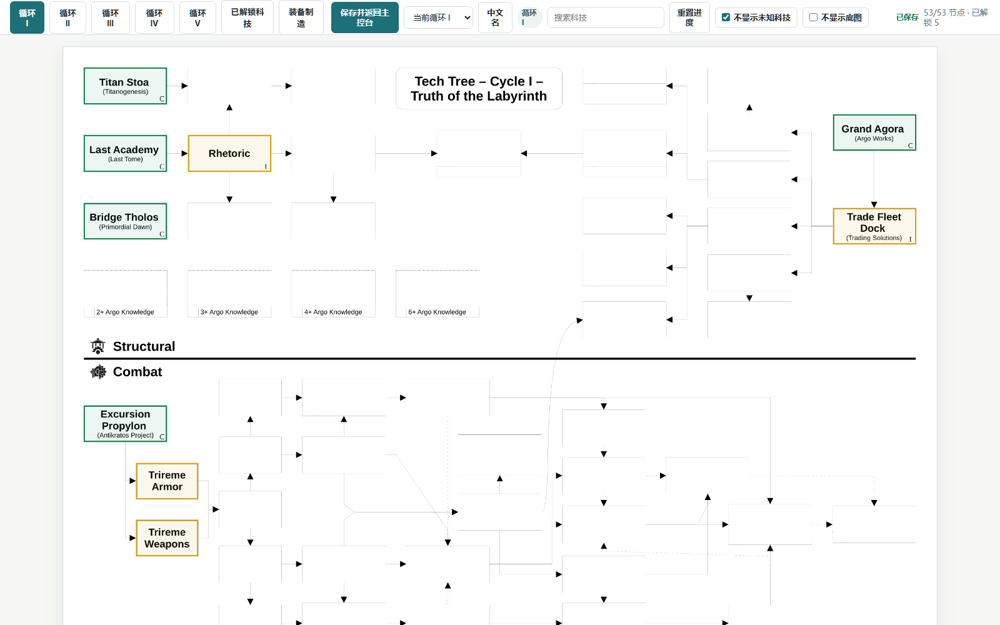 循环
I
循环
II
循环
III
循环
IV
循环
V
已解锁科
技
装备制
造
保存并返回主
控台
当前循环 I
中文
名
循环
I
搜索科技
重置进
度
不显示未知科技
不显示底图
已保存
53/53 节点 · 已解
锁 5
Titan Stoa
(Titanogenesis)
C
Tech Tree – Cycle I –
Truth of the Labyrinth
Grand Agora
(Argo Works)
C
Last Academy
(Last Tome)
C
Rhetoric
I
Bridge Tholos
(Primordial Dawn)
C
Trade Fleet
Dock
(Trading Solutions)
I
2+ Argo Knowledge
3+ Argo Knowledge
4+ Argo Knowledge
6+ Argo Knowledge
Structural
Combat
Excursion
Propylon
(Antikratos Project)
C
Trireme
Armor
Trireme
Weapons